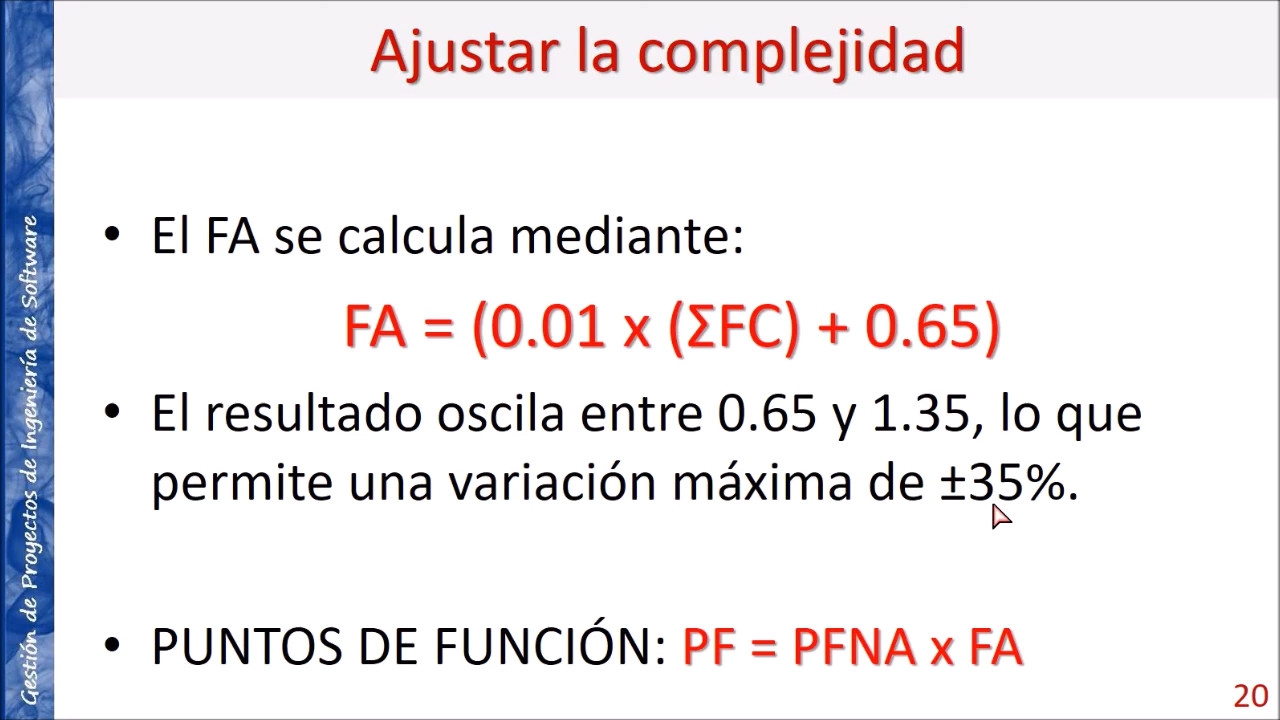 Ajustar la complejidad
• El FA se calcula mediante:
FA = (0.01 x (ΣFC) + 0.65)
• El resultado oscila entre 0.65 y 1.35, lo que
permite una variación máxima de ±35%.
• PUNTOS DE FUNCIÓN: PF = PFNA x FA
Gestión de Proyectos de Ingeniería de Software
20